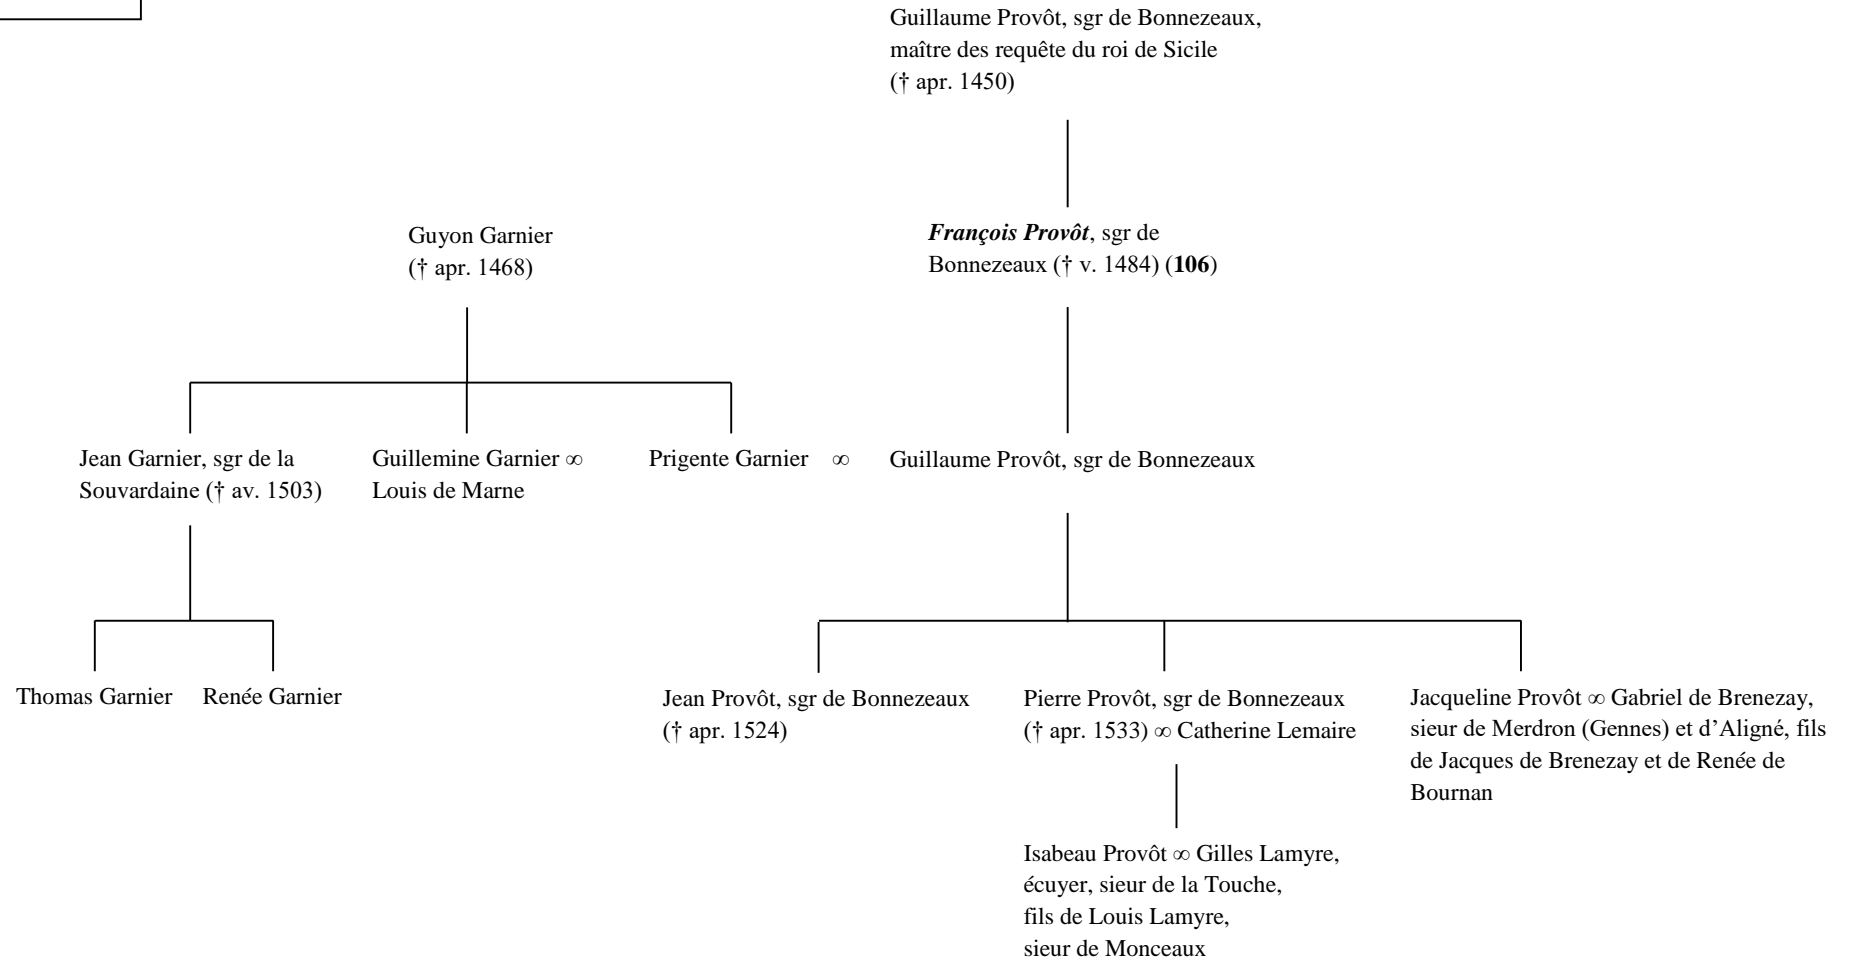 Guillaume Provôt, sgr de Bonnezeaux,
maître des requête du roi de Sicile
(† apr. 1450)
Guyon Garnier
(† apr. 1468)
François Provôt, sgr de
Bonnezeaux († v. 1484) (106)
Jean Garnier, sgr de la
Souvardaine († av. 1503)
Guillemine Garnier ∞
Louis de Marne
Prigente Garnier ∞
Guillaume Provôt, sgr de Bonnezeaux
Thomas Garnier
Renée Garnier
Jean Provôt, sgr de Bonnezeaux
(† apr. 1524)
Pierre Provôt, sgr de Bonnezeaux
(† apr. 1533) ∞ Catherine Lemaire
Jacqueline Provôt ∞ Gabriel de Brenezay,
sieur de Merdron (Gennes) et d’Aligné, fils
de Jacques de Brenezay et de Renée de
Bournan
Isabeau Provôt ∞ Gilles Lamyre,
écuyer, sieur de la Touche,
fils de Louis Lamyre,
sieur de Monceaux